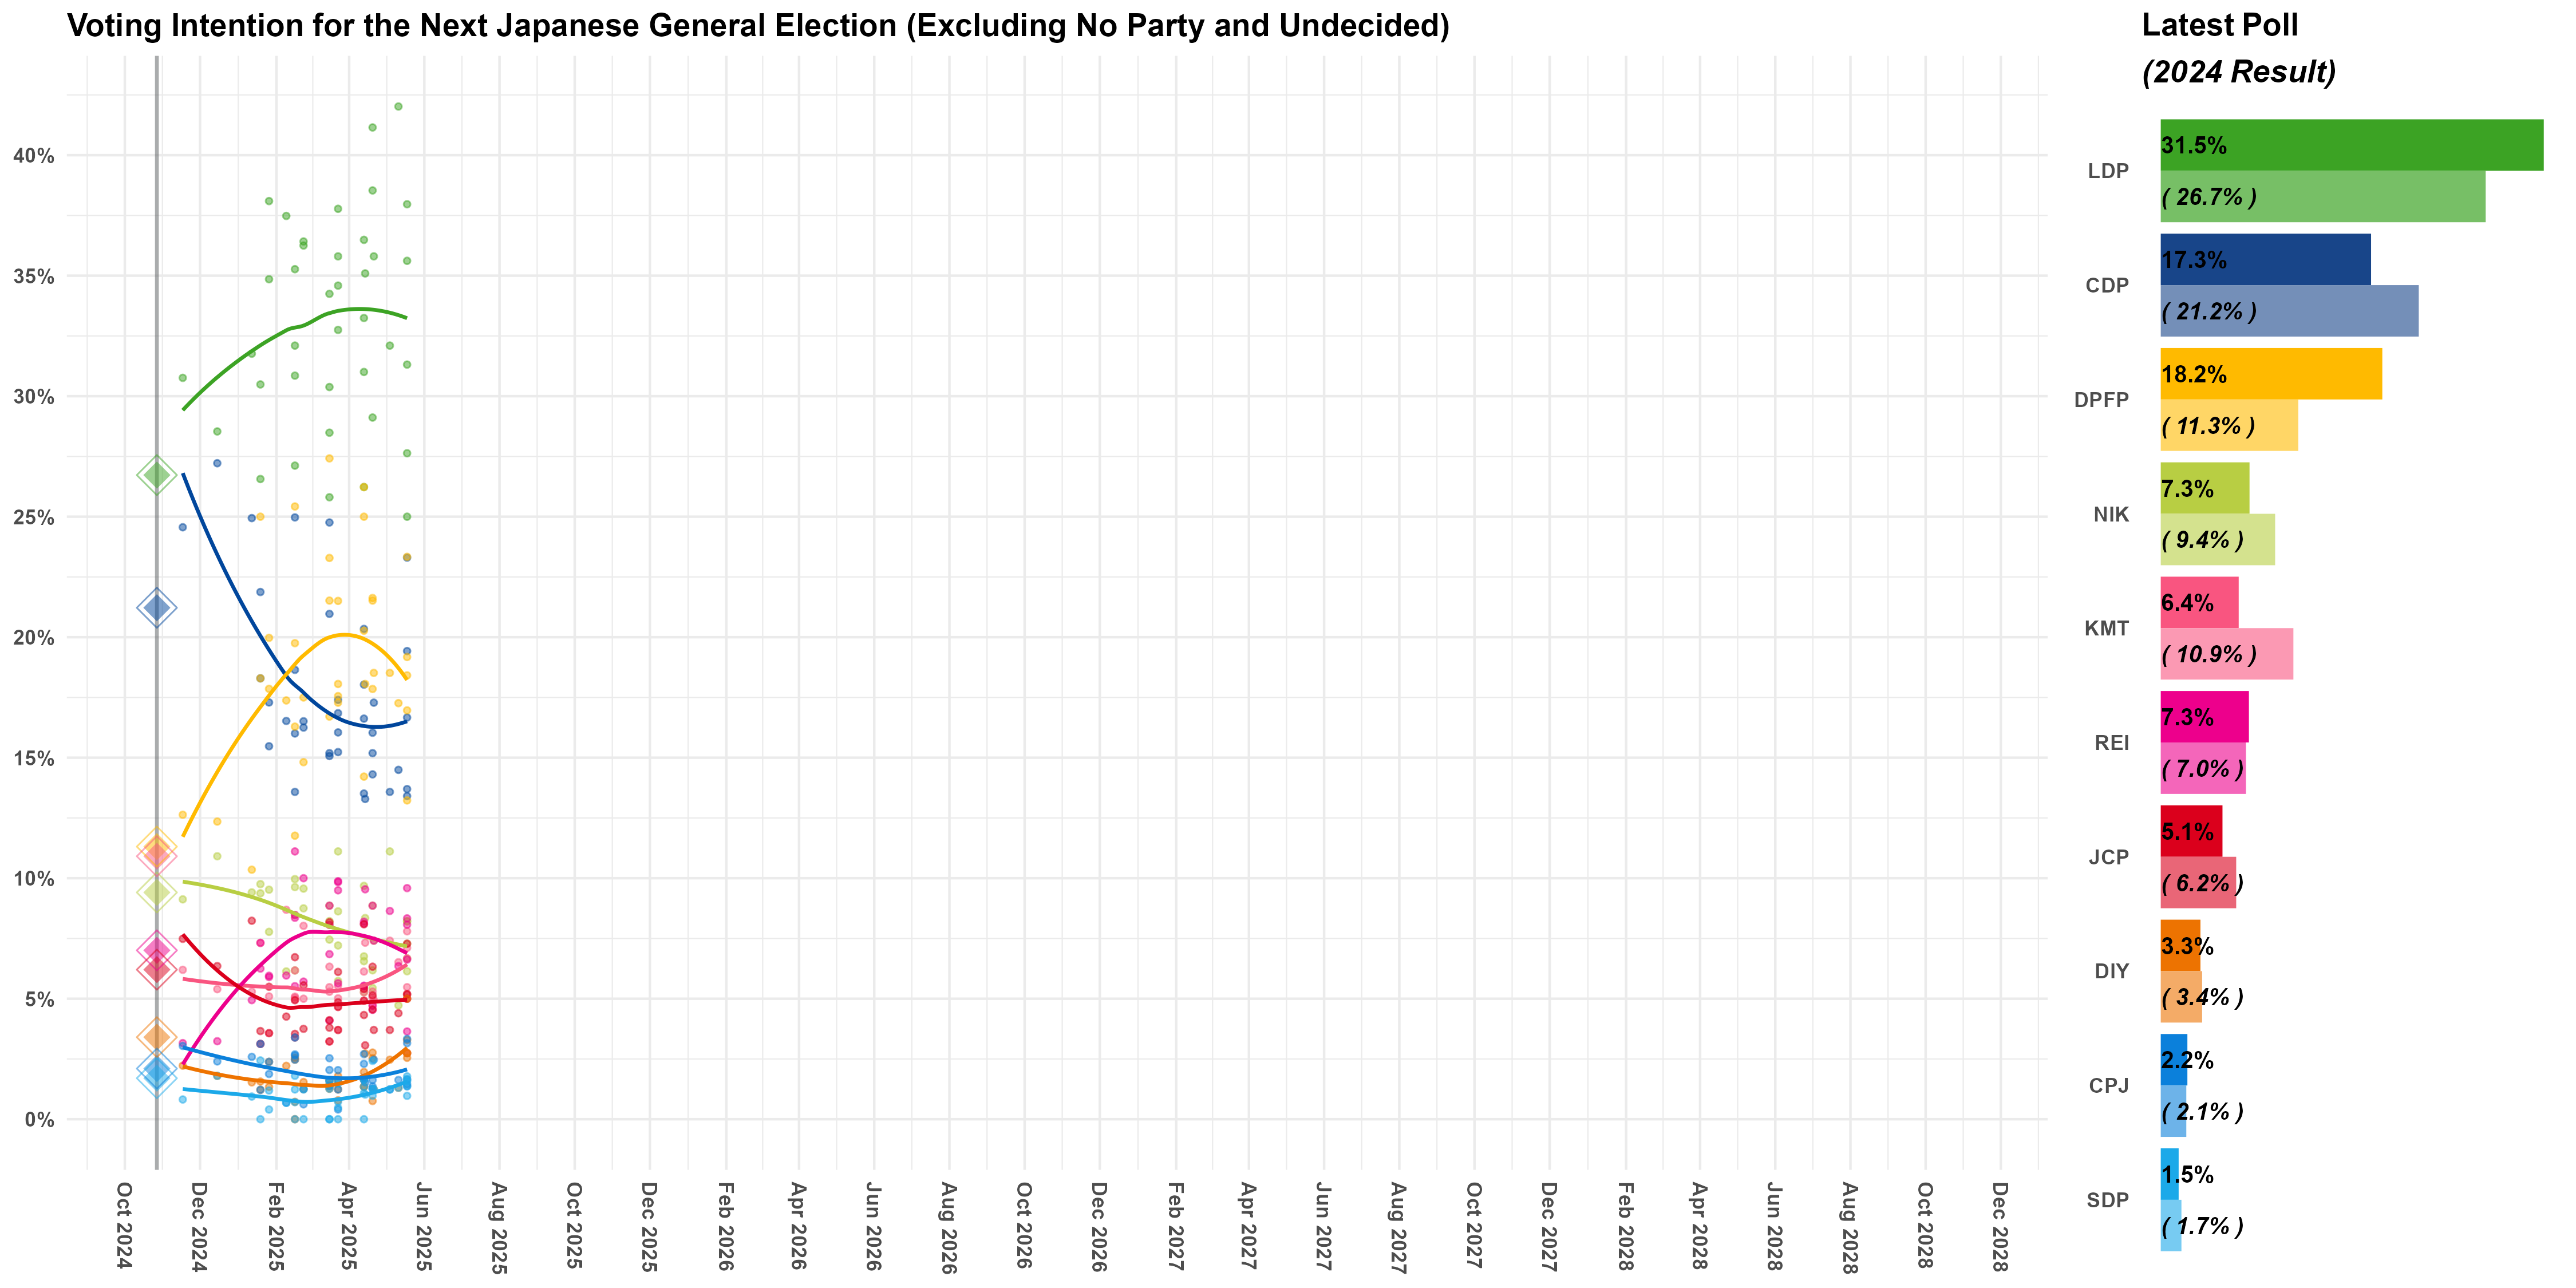 Voting Intention for the Next Japanese General Election (Excluding No Party and Undecided)
40%
35%
30%
25%
20%
15%
10%
5%
0%
Oct 2024
Dec 2024
Feb 2025
Apr 2025
Jun 2025
Aug 2025
Oct 2025
Dec 2025
Feb 2026
Apr 2026
Jun 2026
Aug 2026
Oct 2026
Dec 2026
Feb 2027
Apr 2027
Jun 2027
Aug 2027
Oct 2027
Dec 2027
Feb 2028
Apr 2028
Jun 2028
Aug 2028
Oct 2028
Dec 2028
Latest Poll
(2024 Result)
LDP
31.5%
( 26.7% )
CDP
17.3%
( 21.2% )
DPFP
18.2%
( 11.3% )
NIK
7.3%
( 9.4% )
KMT
6.4%
( 10.9% )
REI
7.3%
( 7.0% )
JCP
5.1%
( 6.2% )
DIY
3.3%
( 3.4% )
CPJ
2.2%
( 2.1% )
SDP
1.5%
( 1.7% )